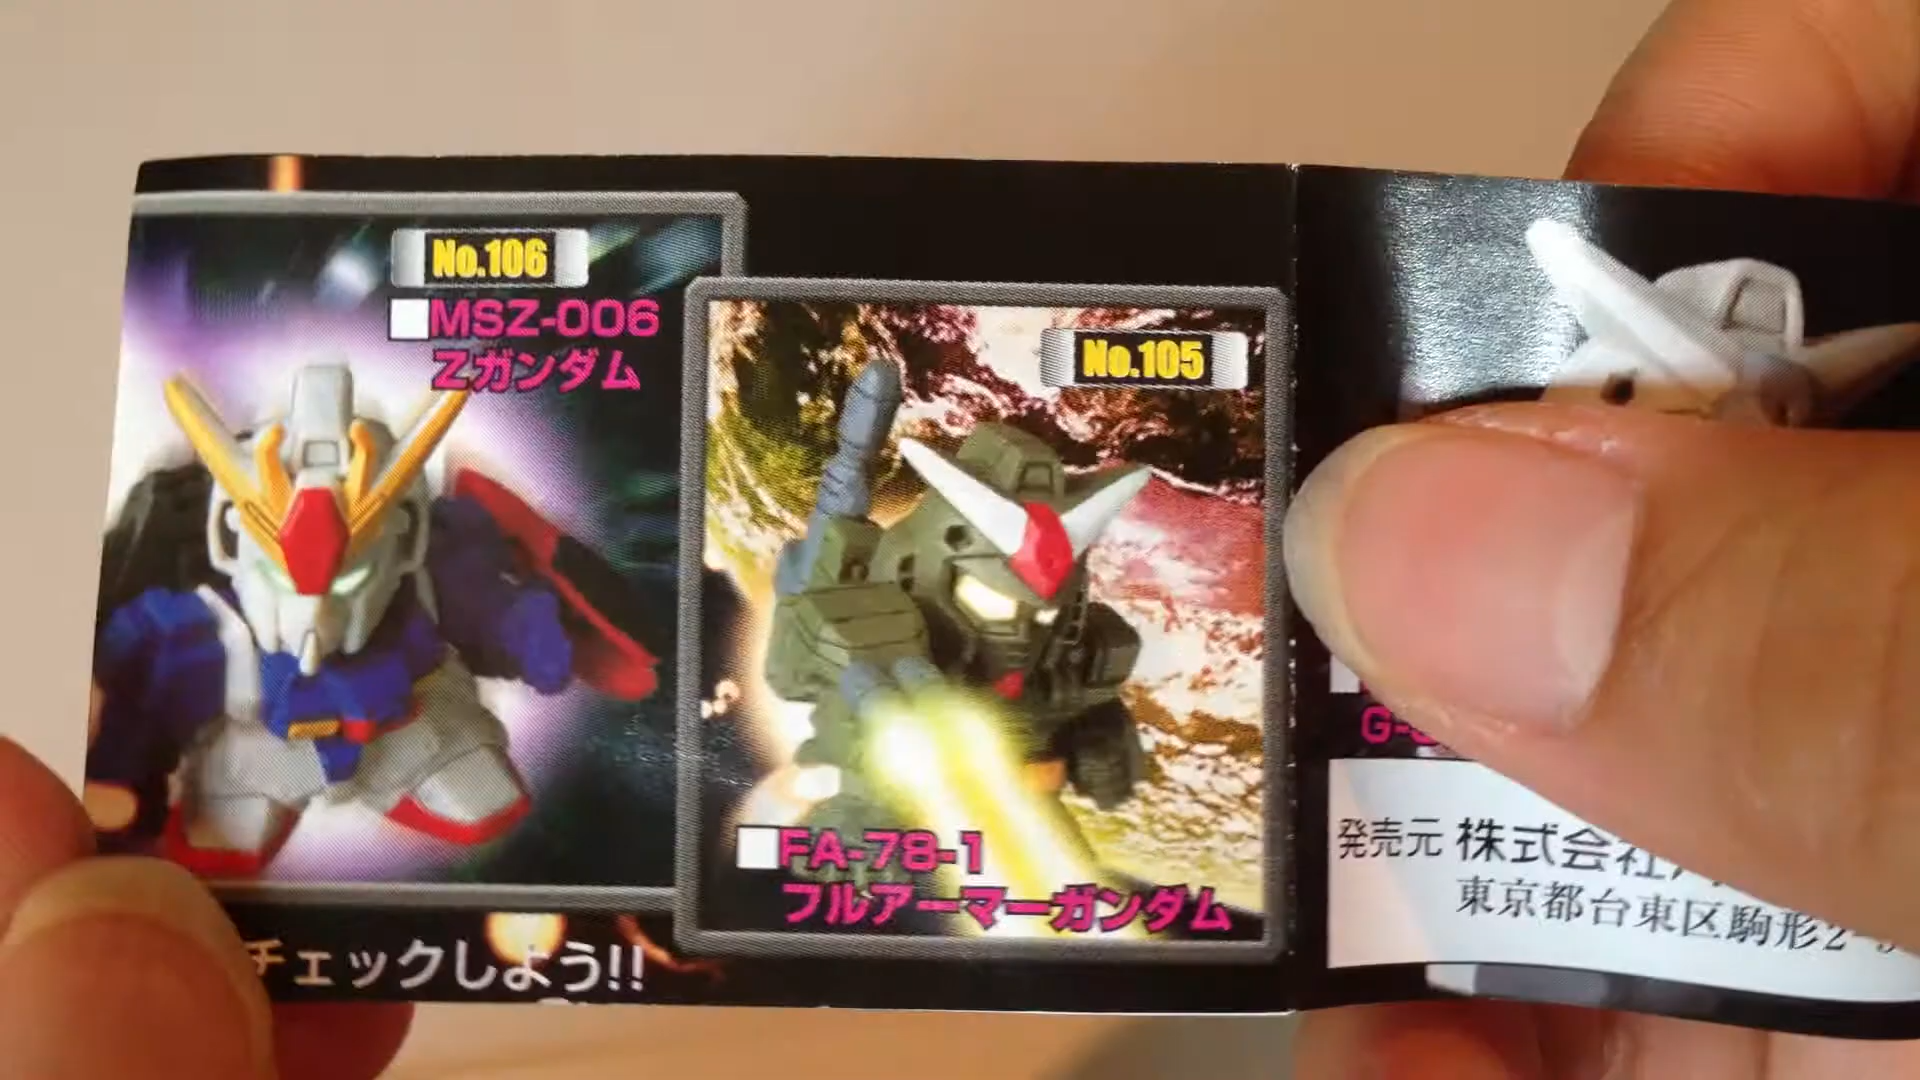 No.106
MSZ-006
Zガンダム
No.105
FA-78-1
フルアーマーガンダム
チェックしよう!!
発売元 株式会社
東京都台東区駒形2-